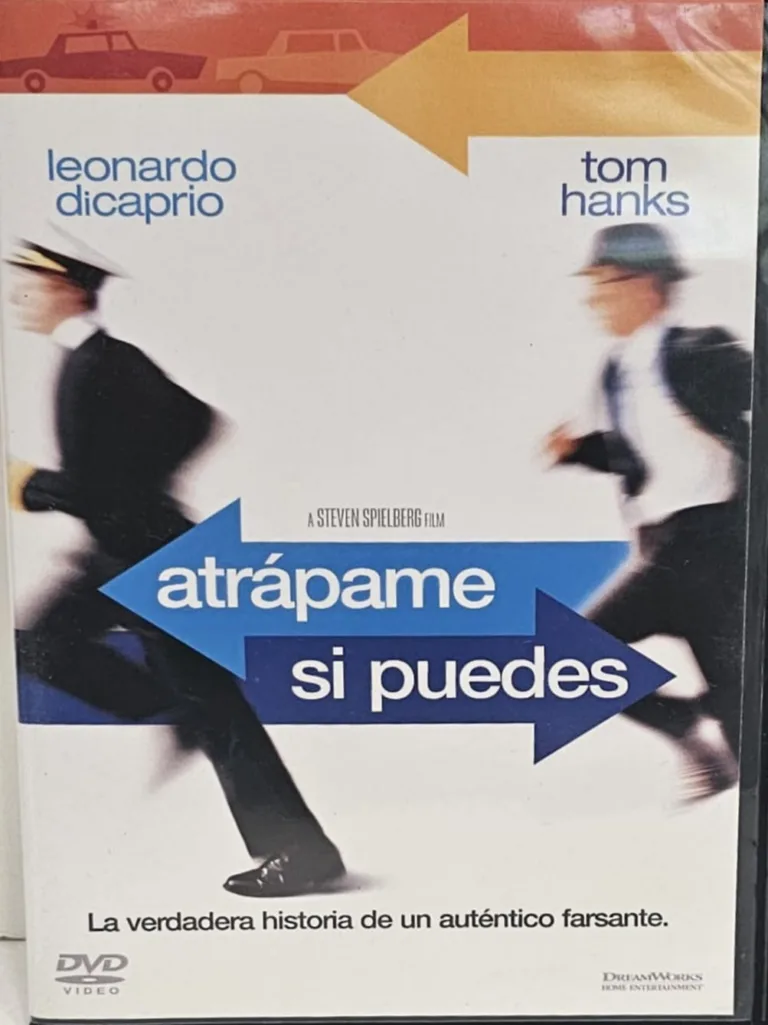 leonardo
dicaprio
tom
hanks
A STEVEN SPIELBERG FILM
atrápame
si puedes
La verdadera historia de un auténtico farsante.
DVD
VIDEO
DREAMWORKS
HOME ENTERTAINMENT